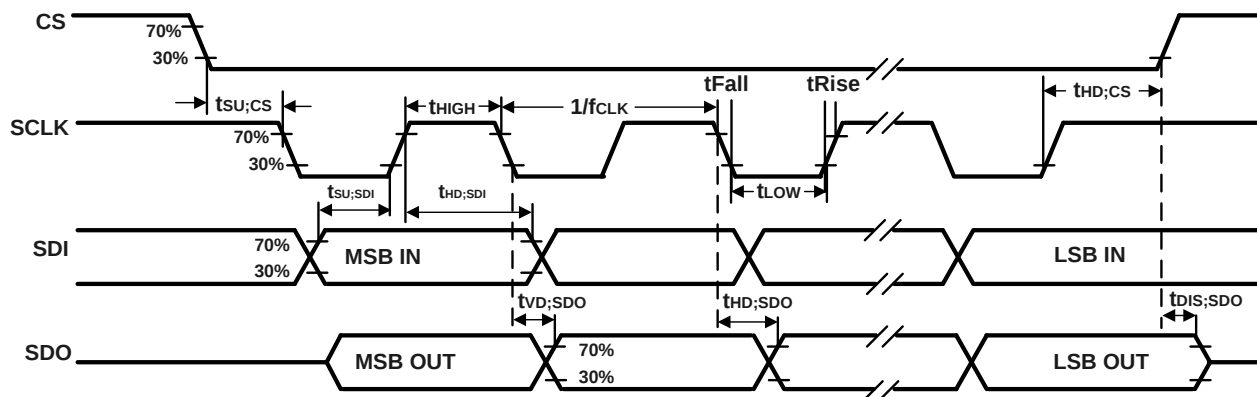 CS
70%
30%
tFall
tRise
tSU;CS
tHIGH
1/fCLK
tHD;CS
SCLK
70%
30%
tSU;SDI
tHD;SDI
tLOW
SDI
70%
30%
MSB IN
LSB IN
tVD;SDO
tHD;SDO
tDIS;SDO
SDO
MSB OUT
70%
30%
LSB OUT